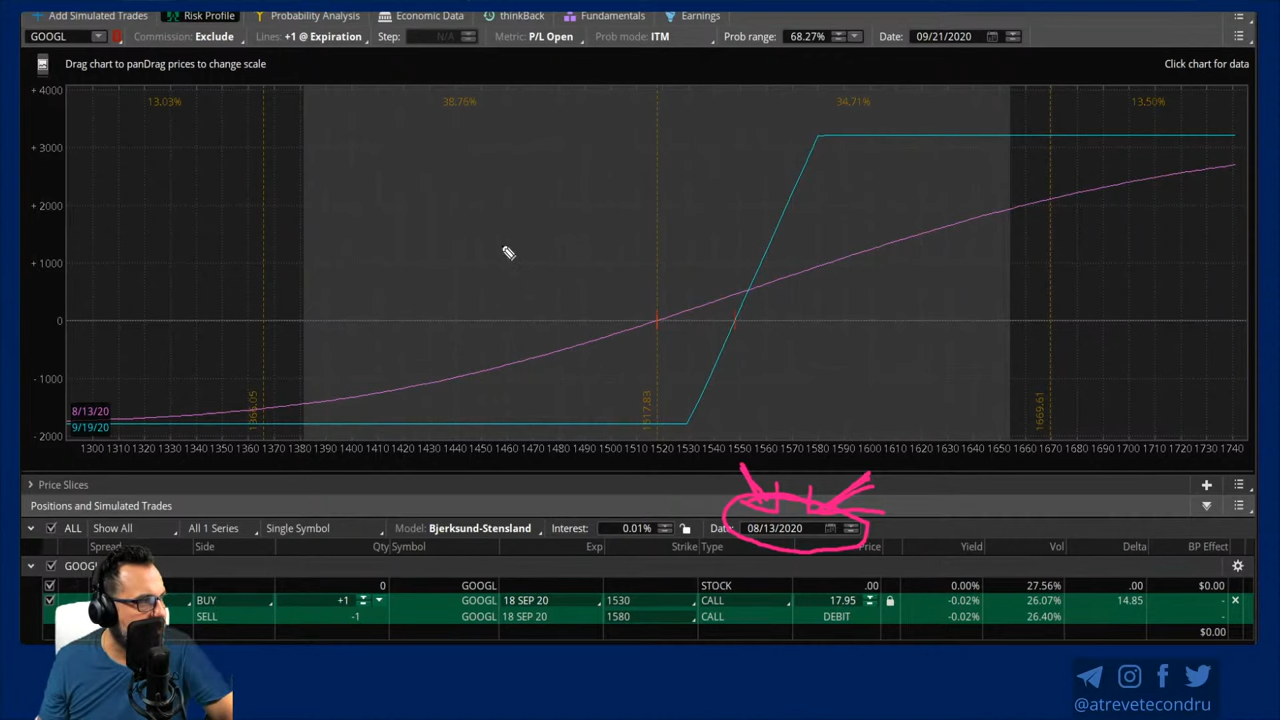 Add Simulated Trades Risk Profile Probability Analysis Economic Data thinkBack Fundamentals Earnings
GOOGL D Commission: Exclude Lines: +1 @ Expiration Step: N/A Metric: P/L Open Prob mode: ITM Prob range: 68.27% Date: 09/21/2020
Drag chart to panDrag prices to change scale Click chart for data
+ 4000 13.03% 38.76% 34.71% 13.50%
+ 3000
+ 2000
+ 1000
0
- 1000
8/13/20 1517.83 1669.61
9/19/20
- 2000
1300 1310 1320 1330 1340 1350 1360 1370 1380 1390 1400 1410 1420 1430 1440 1450 1460 1470 1480 1490 1500 1510 1520 1530 1540 1550 1560 1570 1580 1590 1600 1610 1620 1630 1640 1650 1660 1670 1680 1690 1700 1710 1720 1730 1740
Price Slices
Positions and Simulated Trades
ALL Show All All 1 Series Single Symbol Model: Bjerksund-Stensland Interest: 0.01% Date: 08/13/2020
Spread Side Qty Symbol Exp Strike Type Price Yield Vol Delta BP Effect
GOOGL
0 GOOGL STOCK .00 0.00% 27.56% .00 $0.00
BUY +1 GOOGL 18 SEP 20 1530 CALL 17.95 -0.02% 26.07% 14.85 -
SELL -1 GOOGL 18 SEP 20 1580 CALL DEBIT -0.02% 26.40% -
$0.00
@atrevetecondru